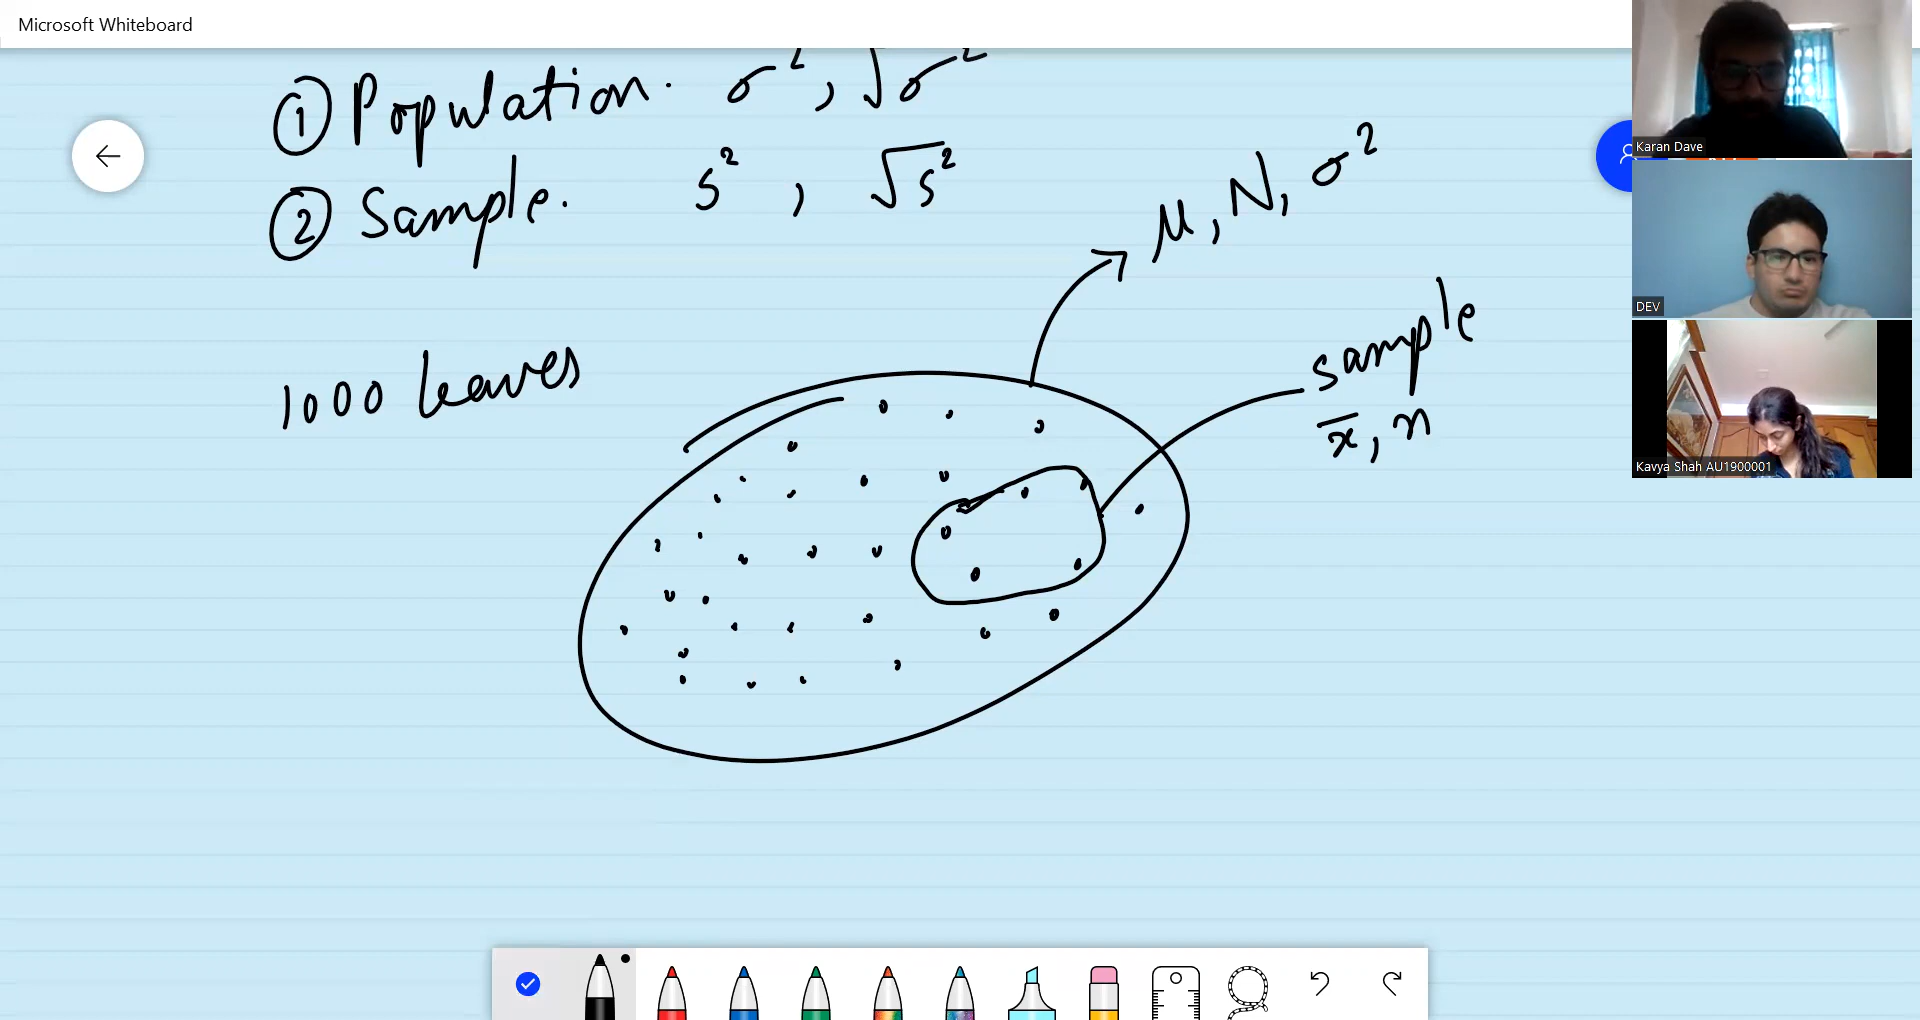 Microsoft Whiteboard
① Population. σ², √σ²
② Sample. s², √s²
μ, N, σ²
1000 leaves
sample
x̄, n
Karan Dave
DEV
Kavya Shah AU1900001